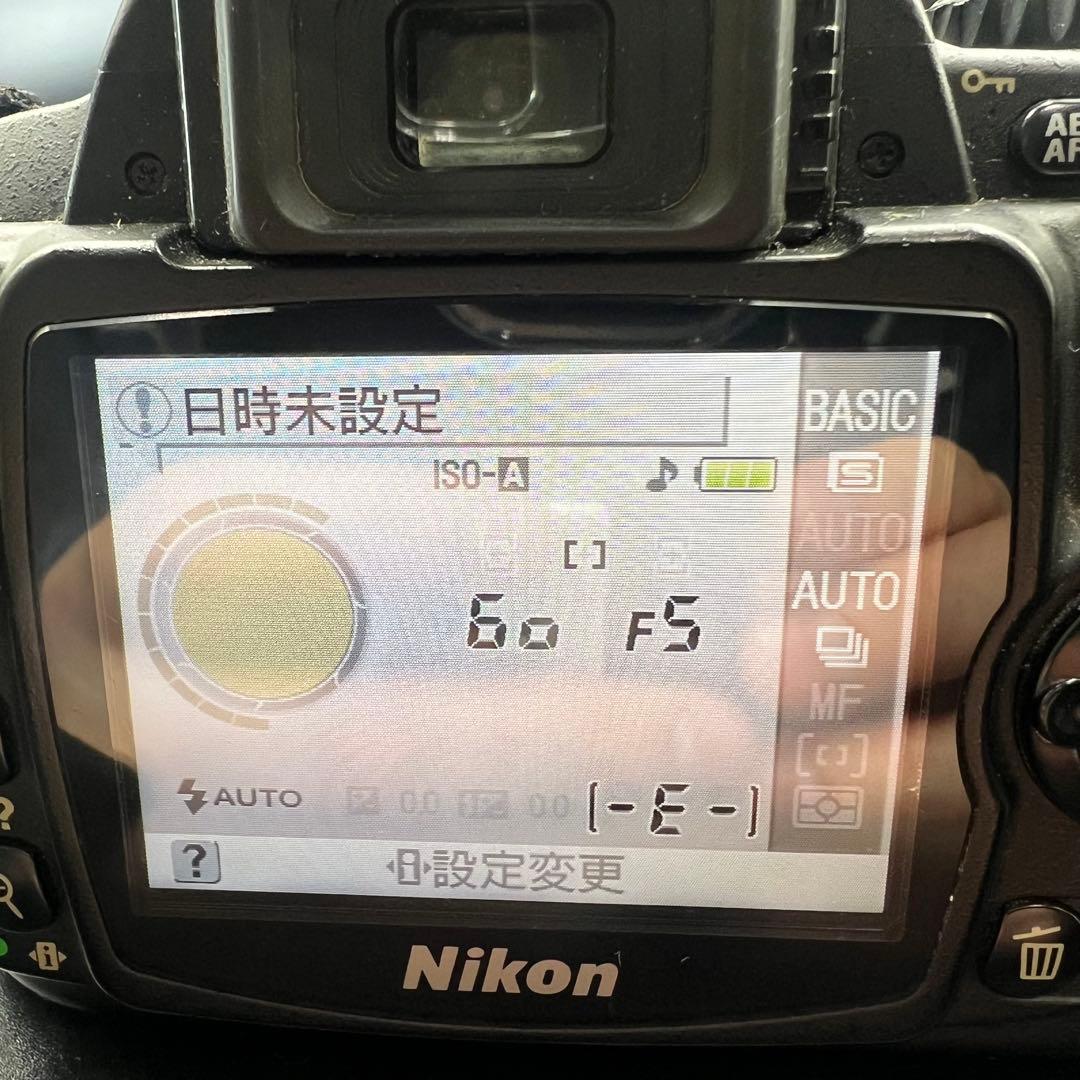 AE
AF
日時未設定
BASIC
ISO-A
S
AUTO
[ ]
AUTO
60 F5
MF
AUTO
0.0 0.0
[-E-]
? i 設定変更
?
i
Nikon